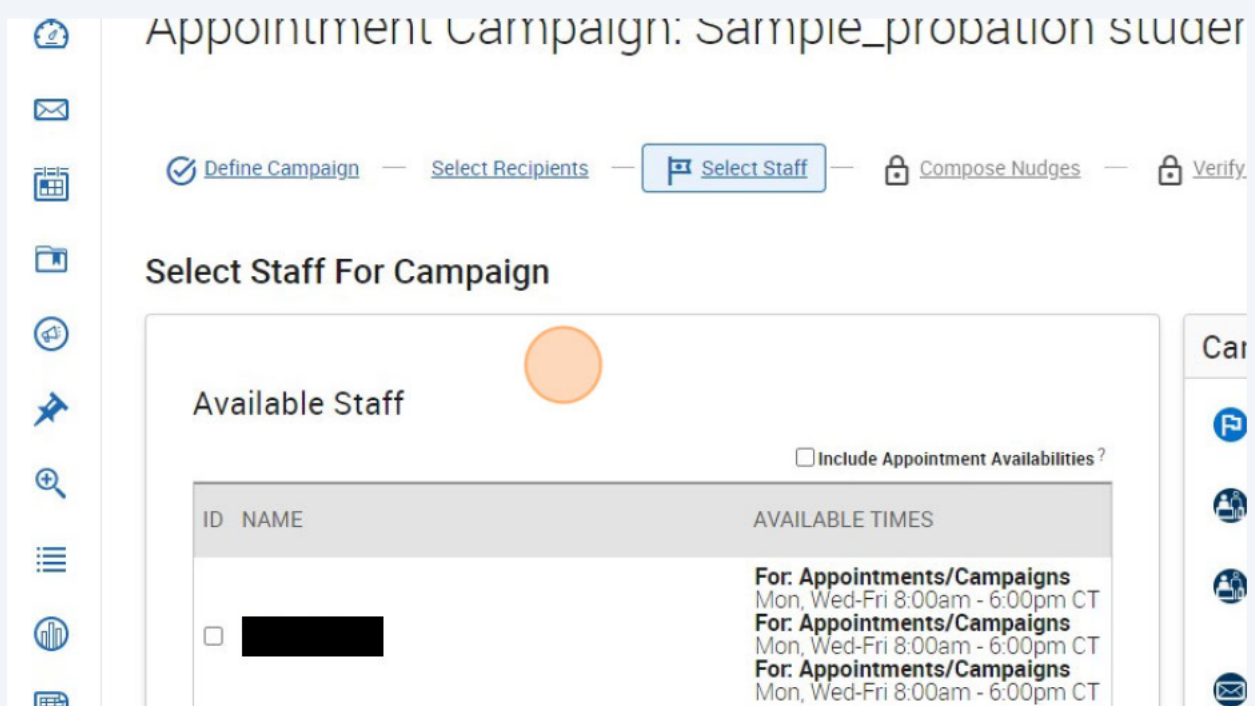 Appointment Campaign: Sample_probation
Define Campaign — Select Recipients — Select Staff — Compose Nudges — Verify
Select Staff For Campaign
Available Staff
Include Appointment Availabilities ?
ID NAME AVAILABLE TIMES
For: Appointments/Campaigns
Mon, Wed-Fri 8:00am - 6:00pm CT
For: Appointments/Campaigns
Mon, Wed-Fri 8:00am - 6:00pm CT
For: Appointments/Campaigns
Mon, Wed-Fri 8:00am - 6:00pm CT